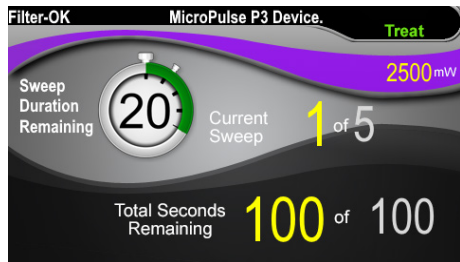 Filter-OK
MicroPulse P3 Device.
Treat
2500mW
Sweep
Duration
Remaining
20
Current
Sweep
1 of 5
Total Seconds
Remaining
100 of 100